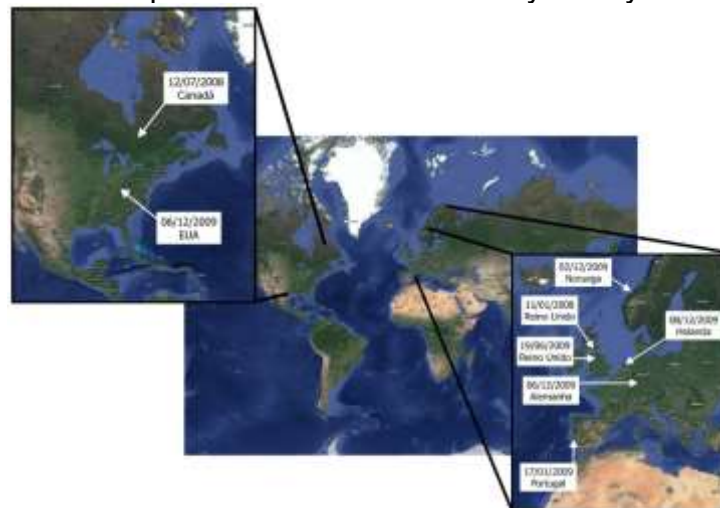 12/07/2008
Canadá
06/12/2009
EUA
02/12/2009
Noruega
11/01/2008
Reino Unido
19/06/2009
Reino Unido
08/12/2009
Holanda
06/12/2009
Alemanha
17/01/2009
Portugal